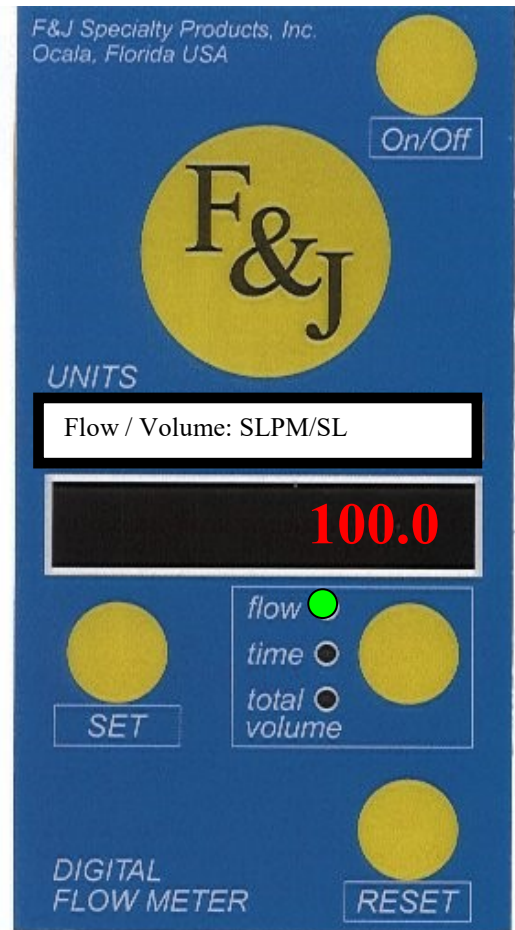 F&J Specialty Products, Inc.
Ocala, Florida USA
On/Off
F&J
UNITS
Flow / Volume: SLPM/SL
100.0
flow
time
total
volume
SET
DIGITAL
FLOW METER
RESET